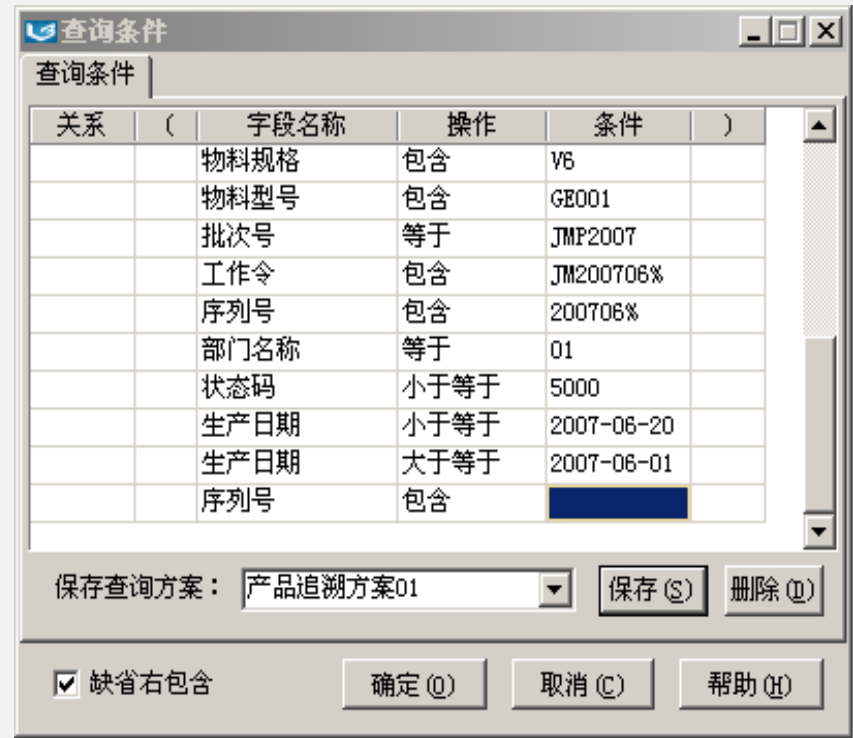 查询条件
查询条件
关系 ( 字段名称 操作 条件 )
物料规格 包含 V6
物料型号 包含 GE001
批次号 等于 JMP2007
工作令 包含 JM200706%
序列号 包含 200706%
部门名称 等于 01
状态码 小于等于 5000
生产日期 小于等于 2007-06-20
生产日期 大于等于 2007-06-01
序列号 包含
保存查询方案： 产品追溯方案01 保存(S) 删除(D)
缺省右包含 确定(O) 取消(C) 帮助(H)